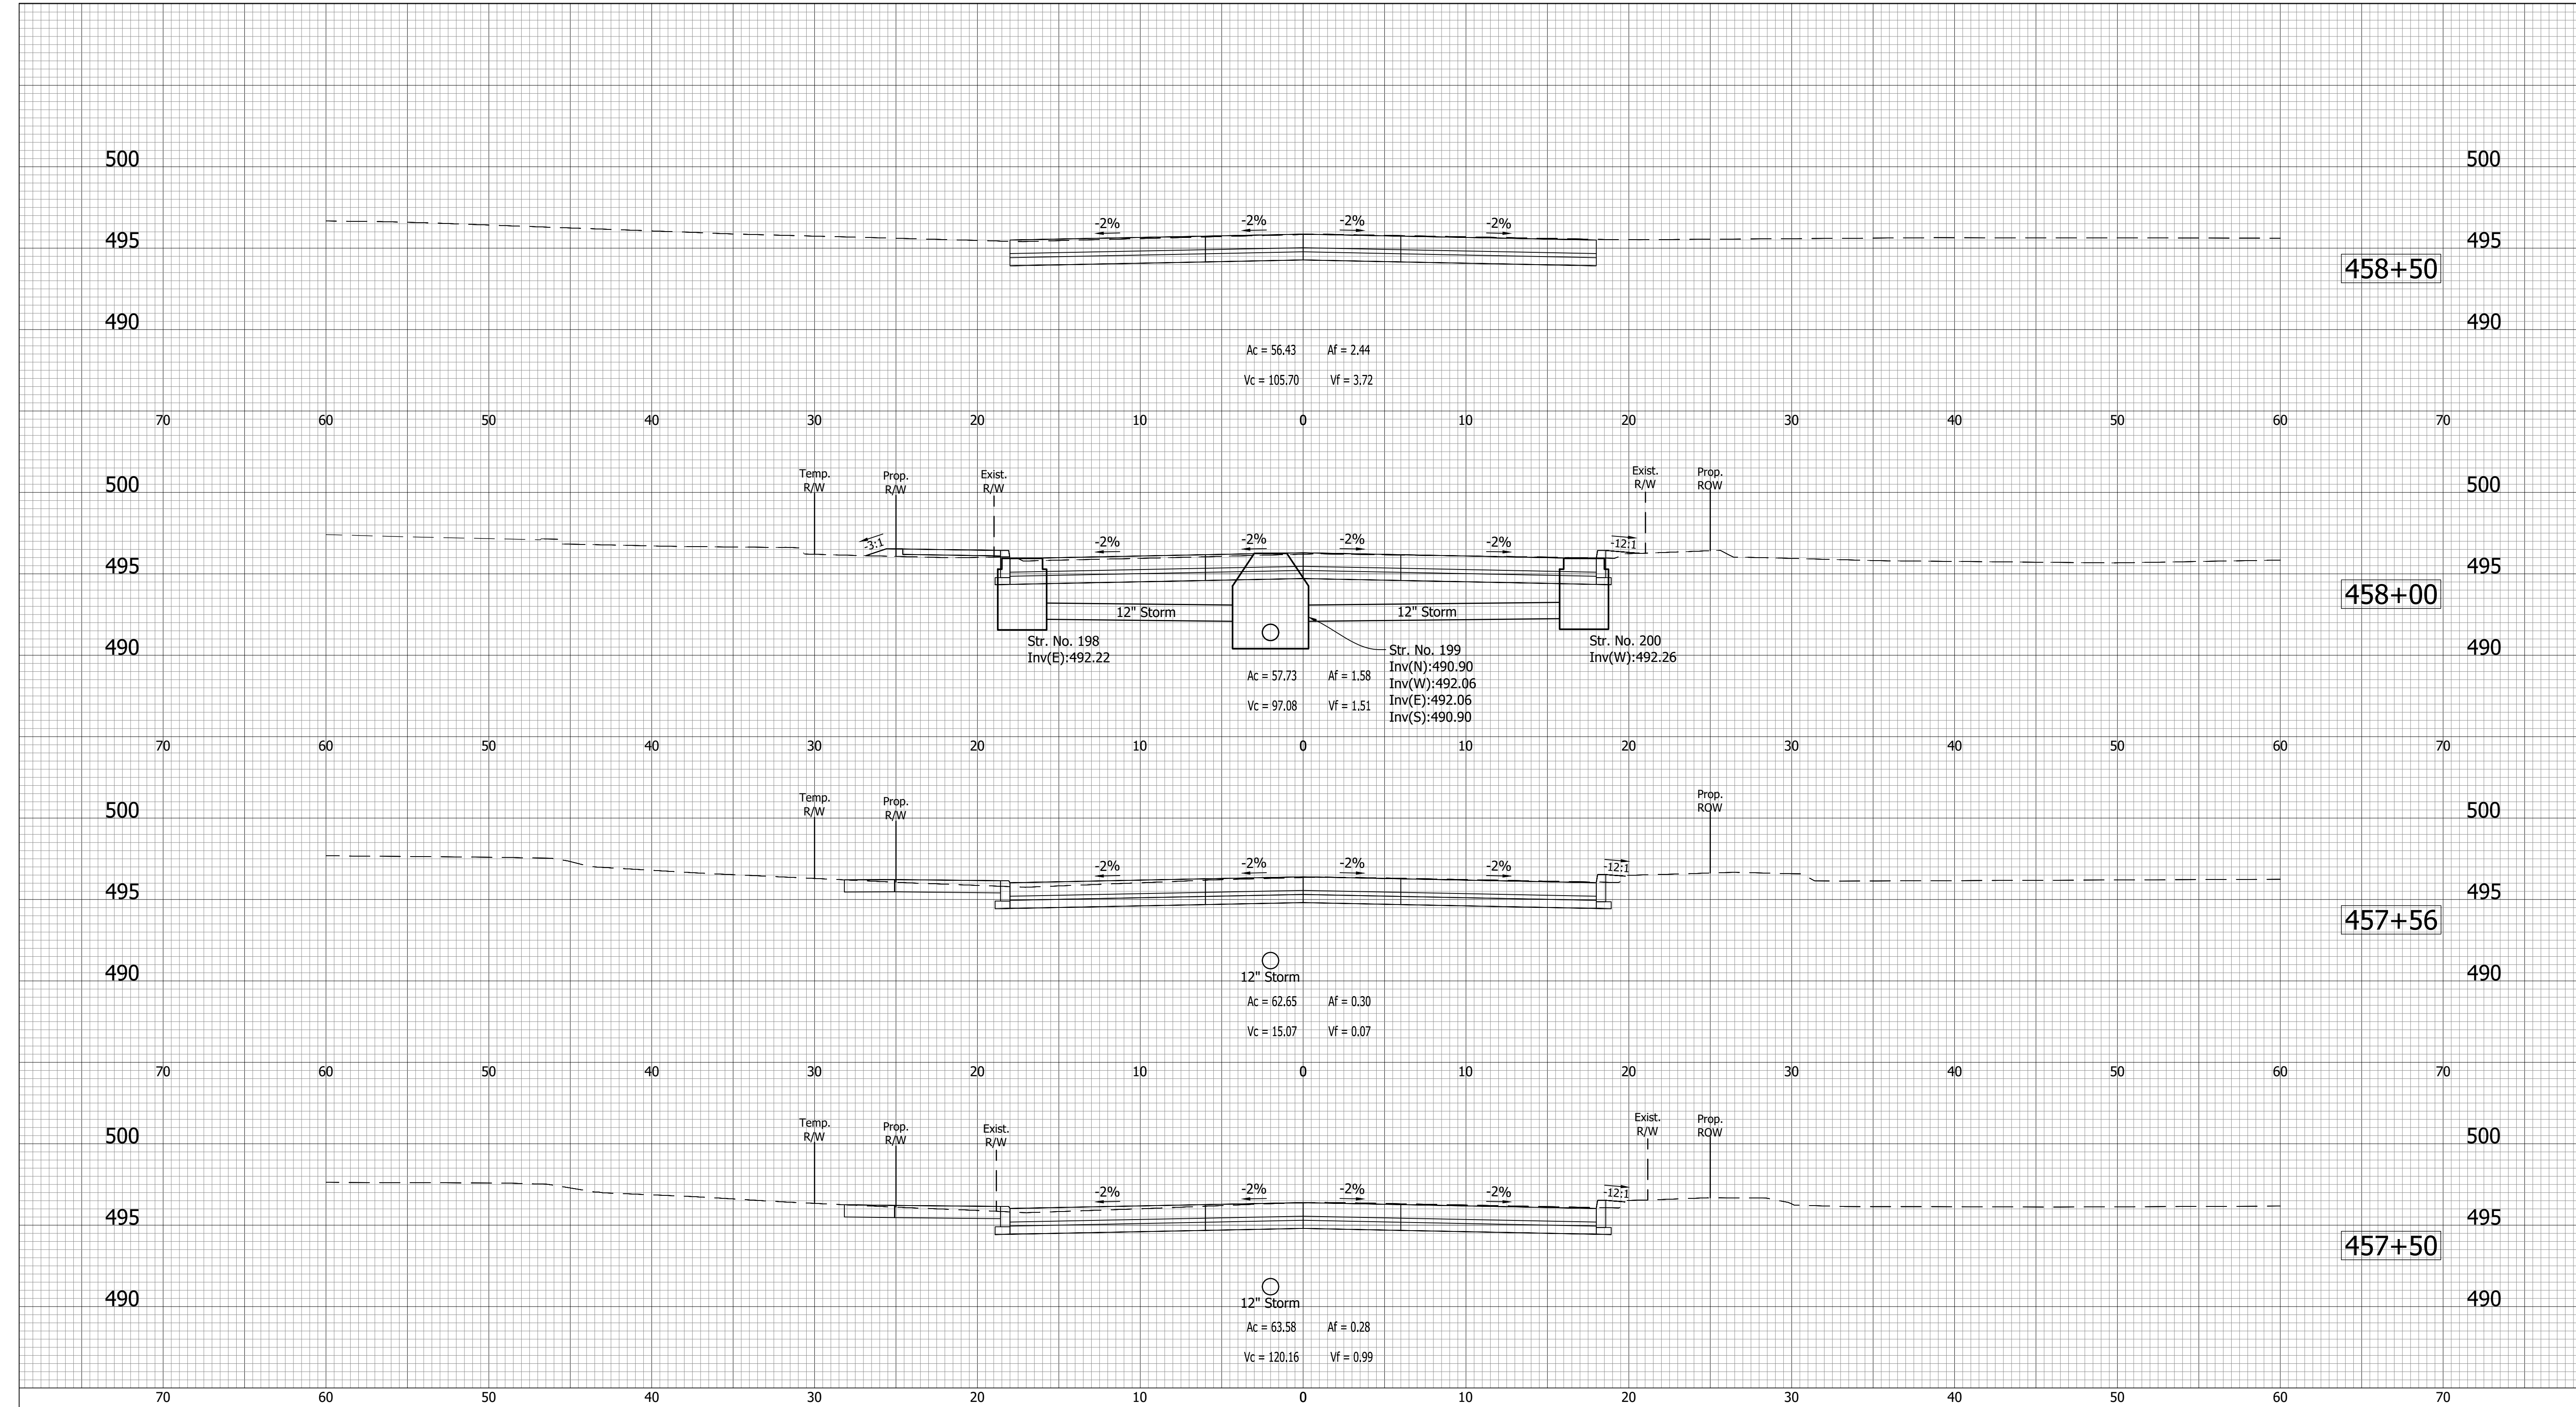 500 500
-2% -2% -2% -2%
495 495
458+50
490 490
Ac = 56.43 Af = 2.44
Vc = 105.70 Vf = 3.72
70 60 50 40 30 20 10 0 10 20 30 40 50 60 70
Temp. R/W
Prop. R/W
Exist. R/W
Exist. R/W
Prop. ROW
500 500
-3:1 -2% -2% -2% -2% -12:1
495 495
458+00
12" Storm 12" Storm
490 490
Str. No. 198
Inv(E):492.22
Str. No. 199
Inv(N):490.90
Inv(W):492.06
Inv(E):492.06
Inv(S):490.90
Str. No. 200
Inv(W):492.26
Ac = 57.73 Af = 1.58
Vc = 97.08 Vf = 1.51
70 60 50 40 30 20 10 0 10 20 30 40 50 60 70
Temp. R/W
Prop. R/W
Prop. ROW
500 500
-2% -2% -2% -2% -12:1
495 495
457+56
490 490
12" Storm
Ac = 62.65 Af = 0.30
Vc = 15.07 Vf = 0.07
70 60 50 40 30 20 10 0 10 20 30 40 50 60 70
Temp. R/W
Prop. R/W
Exist. R/W
Exist. R/W
Prop. ROW
500 500
-2% -2% -2% -2% -12:1
495 495
457+50
490 490
12" Storm
Ac = 63.58 Af = 0.28
Vc = 120.16 Vf = 0.99
70 60 50 40 30 20 10 0 10 20 30 40 50 60 70